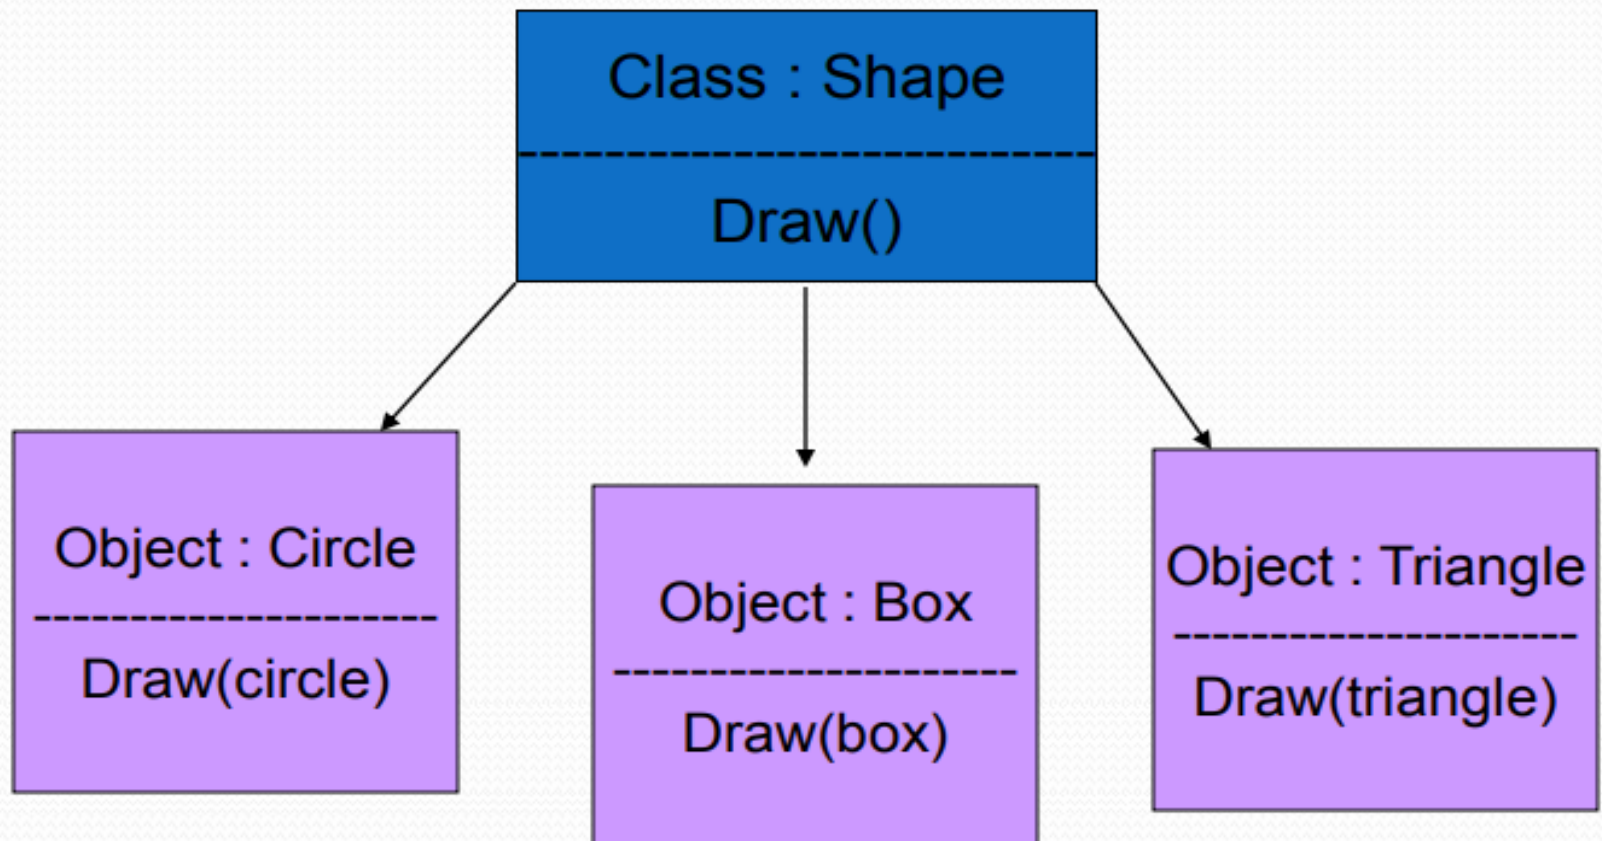 Class : Shape
--------------------------
Draw()
Object : Circle
---------------------
Draw(circle)
Object : Box
---------------------
Draw(box)
Object : Triangle
---------------------
Draw(triangle)